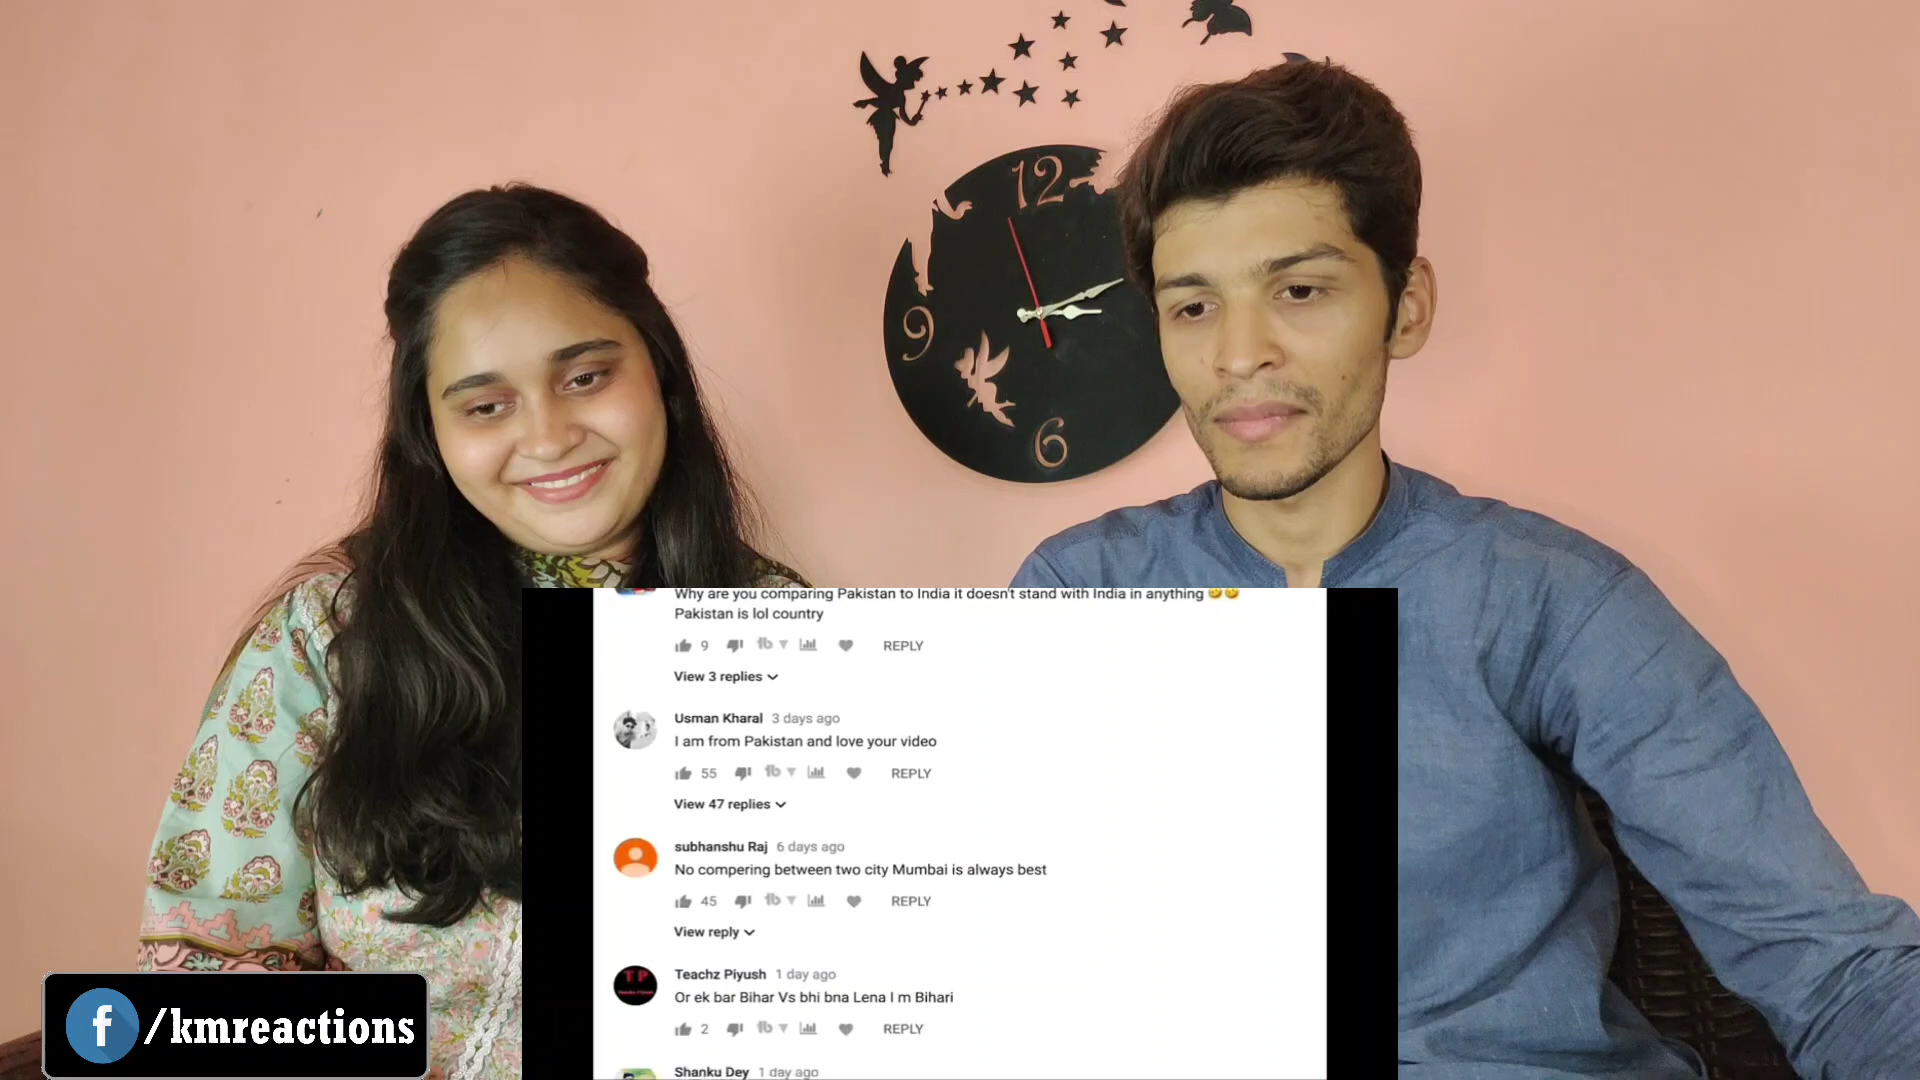 12
9
6
Why are you comparing Pakistan to India it doesn't stand with India in anything 🤣🤣
Pakistan is lol country
9 REPLY
View 3 replies
Usman Kharal 3 days ago
I am from Pakistan and love your video
55 REPLY
View 47 replies
subhanshu Raj 6 days ago
No compering between two city Mumbai is always best
45 REPLY
View reply
TP
Teachz Piyush 1 day ago
Or ek bar Bihar Vs bhi bna Lena I m Bihari
2 REPLY
Shanku Dey 1 day ago
f /kmreactions